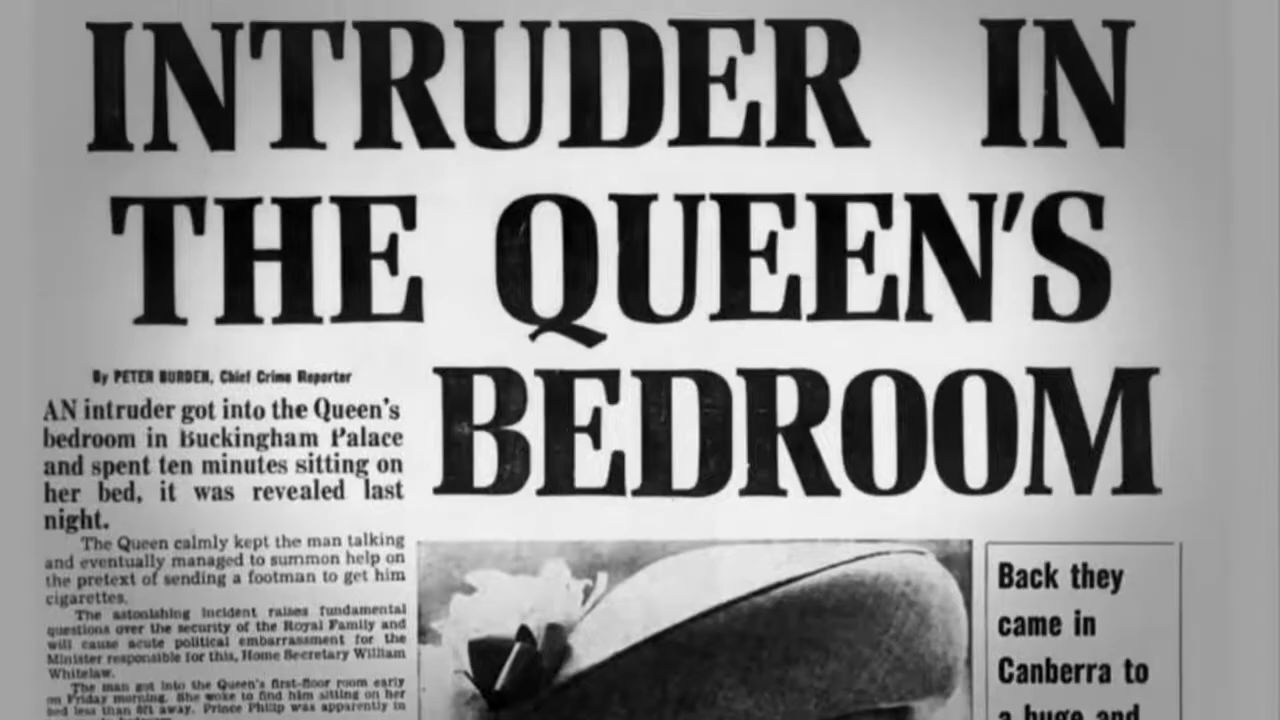 INTRUDER IN
THE QUEEN'S
BEDROOM
By PETER BURDEN, Chief Crime Reporter
AN intruder got into the Queen's
bedroom in Buckingham Palace
and spent ten minutes sitting on
her bed, it was revealed last
night.
The Queen calmly kept the man talking
and eventually managed to summon help on
the pretext of sending a footman to get him
cigarettes.
The astonishing incident raises fundamental
questions over the security of the Royal Family and
will cause acute political embarrassment for the
Minister responsible for this, Home Secretary William
Whitelaw.
The man got into the Queen's first-floor room early
on Friday morning. She woke to find him sitting on her
bed less than 6ft away. Prince Philip was apparently in
Back they
came in
Canberra to
a huge and